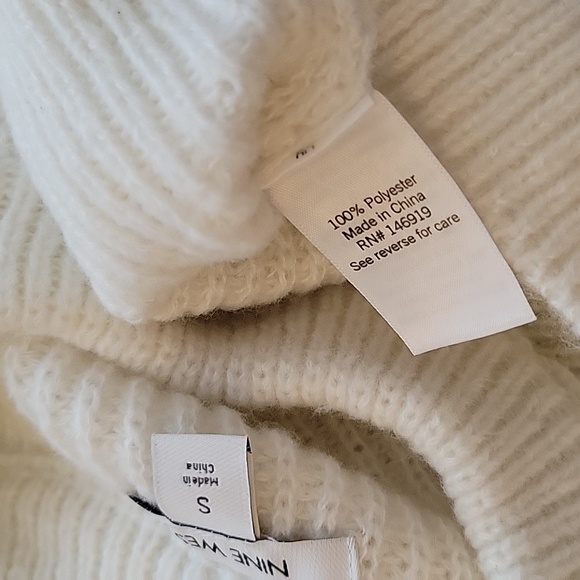 100% Polyester
Made in China
RN# 146919
See reverse for care
S
Made in
China
NINE WES